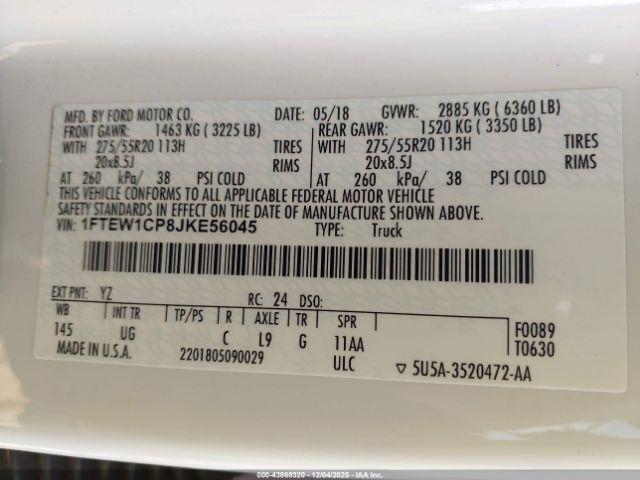 MFD. BY FORD MOTOR CO. DATE: 05/18 GVWR: 2885 KG ( 6360 LB)
FRONT GAWR: 1463 KG ( 3225 LB) REAR GAWR: 1520 KG ( 3350 LB)
WITH 275/55R20 113H TIRES WITH 275/55R20 113H TIRES
20x8.5J RIMS 20x8.5J RIMS
AT 260 kPa/ 38 PSI COLD AT 260 kPa/ 38 PSI COLD
THIS VEHICLE CONFORMS TO ALL APPLICABLE FEDERAL MOTOR VEHICLE
SAFETY STANDARDS IN EFFECT ON THE DATE OF MANUFACTURE SHOWN ABOVE.
VIN: 1FTEW1CP8JKE56045 TYPE: Truck
EXT PNT: YZ RC: 24 DSO:
WB INT TR TP/PS R AXLE TR SPR F0089
145 UG C L9 G 11AA T0630
MADE IN U.S.A. 2201805090029 ULC ▽ 5U5A-3520472-AA
000-43868320 - 12/04/2025 - IAA Inc.